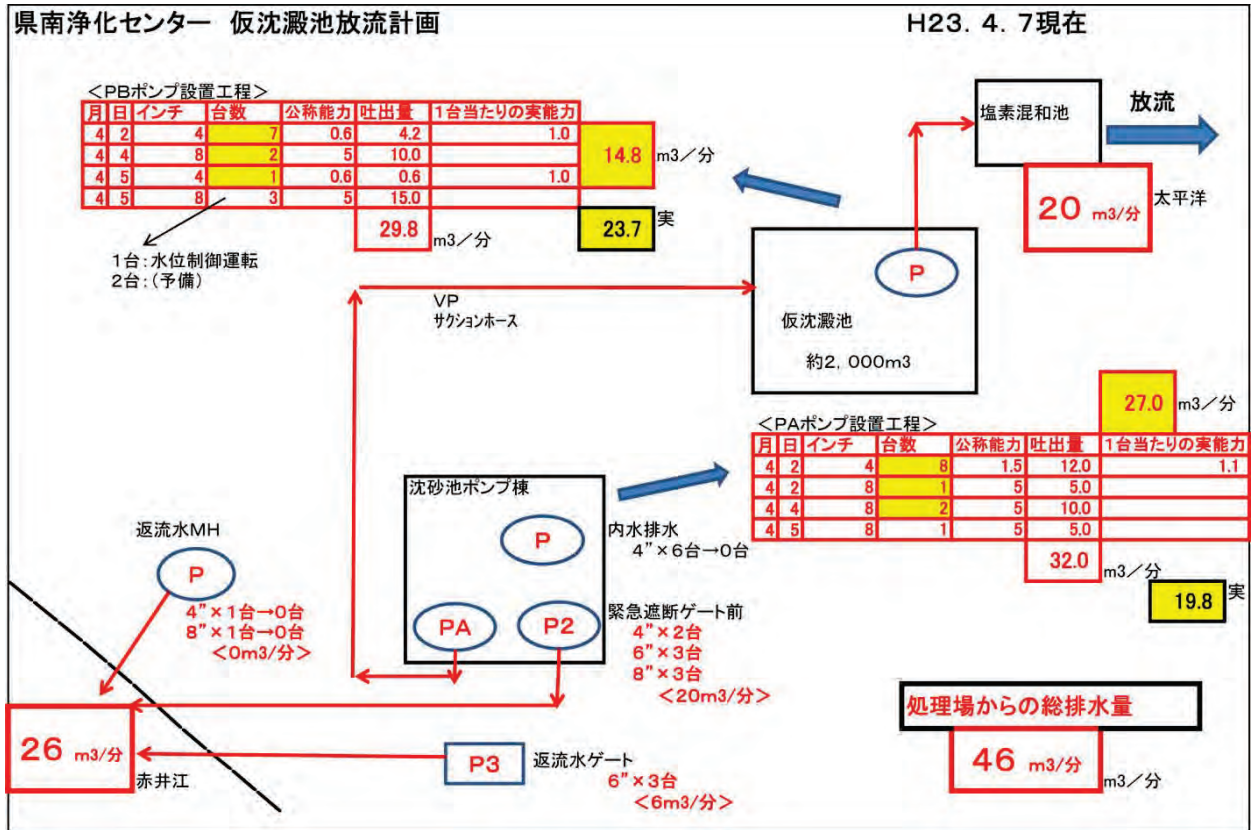 県南浄化センター 仮沈澱池放流計画
H23. 4. 7現在
<PBポンプ設置工程>
月 日 インチ 台数 公称能力 吐出量 1台当たりの実能力
4 2 4 7 0.6 4.2 1.0
4 4 8 2 5 10.0
4 5 4 1 0.6 0.6 1.0
4 5 8 3 5 15.0
14.8 m3/分
29.8 m3/分
23.7 実
1台:水位制御運転
2台:(予備)
塩素混和池
放流
20 m3/分
太平洋
P
仮沈澱池
約2,000m3
VP
サクションホース
27.0 m3/分
<PAポンプ設置工程>
月 日 インチ 台数 公称能力 吐出量 1台当たりの実能力
4 2 4 8 1.5 12.0 1.1
4 2 8 1 5 5.0
4 4 8 2 5 10.0
4 5 8 1 5 5.0
32.0 m3/分
19.8 実
沈砂池ポンプ棟
P
内水排水
4”×6台→0台
PA
P2
緊急遮断ゲート前
4”×2台
6”×3台
8”×3台
<20m3/分>
返流水MH
P
4”×1台→0台
8”×1台→0台
<0m3/分>
26 m3/分
赤井江
P3
返流水ゲート
6”×3台
<6m3/分>
処理場からの総排水量
46 m3/分
m3/分